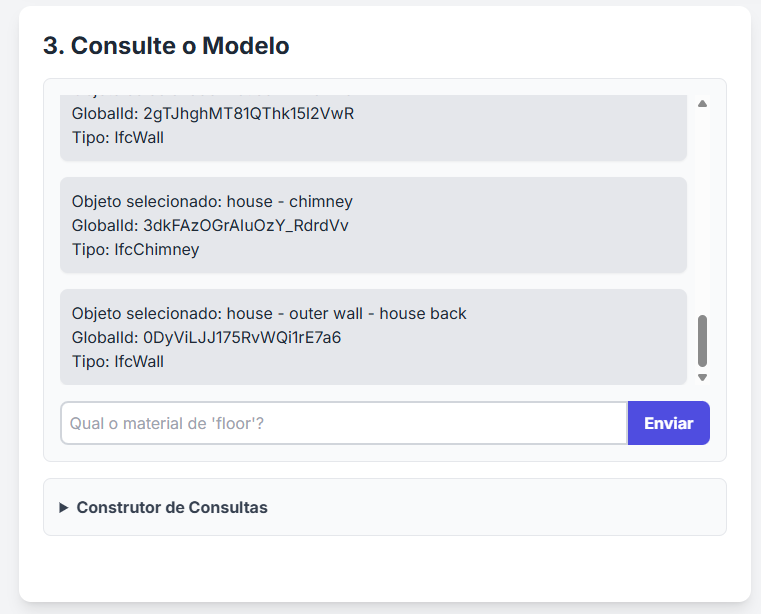 3. Consulte o Modelo
GlobalId: 2gTJhghMT81QThk15I2VwR
Tipo: IfcWall
Objeto selecionado: house - chimney
GlobalId: 3dkFAzOGrAIuOzY_RdrdVv
Tipo: IfcChimney
Objeto selecionado: house - outer wall - house back
GlobalId: 0DyViLJJ175RvWQi1rE7a6
Tipo: IfcWall
Qual o material de 'floor'?
Enviar
Construtor de Consultas